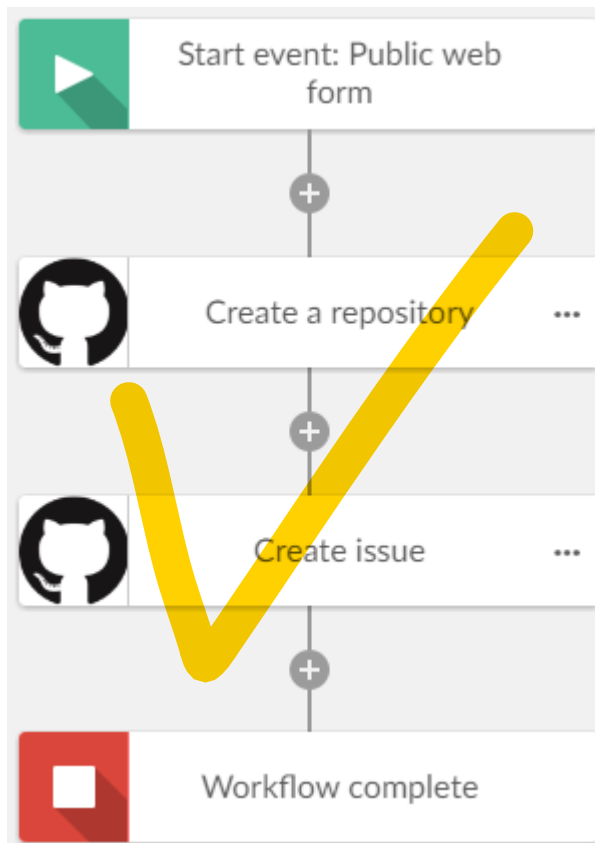 Start event: Public web
form
Create a repository
Create issue
Workflow complete